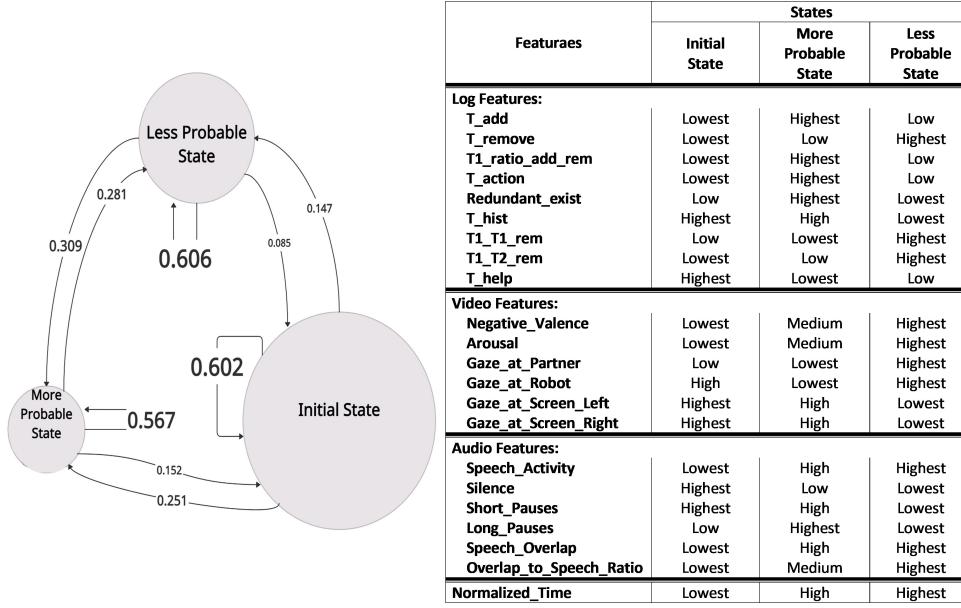 Less Probable
State
0.281
0.147
0.309
0.085
0.606
0.602
Initial State
More
Probable
State
0.567
0.152
0.251
Featuraes
States
Initial
State
More
Probable
State
Less
Probable
State
Log Features:
T_add Lowest Highest Low
T_remove Lowest Low Highest
T1_ratio_add_rem Lowest Highest Low
T_action Lowest Highest Low
Redundant_exist Low Highest Lowest
T_hist Highest High Lowest
T1_T1_rem Low Lowest Highest
T1_T2_rem Lowest Low Highest
T_help Highest Lowest Low
Video Features:
Negative_Valence Lowest Medium Highest
Arousal Lowest Medium Highest
Gaze_at_Partner Low Lowest Highest
Gaze_at_Robot High Lowest Highest
Gaze_at_Screen_Left Highest High Lowest
Gaze_at_Screen_Right Highest High Lowest
Audio Features:
Speech_Activity Lowest High Highest
Silence Highest Low Lowest
Short_Pauses Highest High Lowest
Long_Pauses Low Highest Lowest
Speech_Overlap Lowest High Highest
Overlap_to_Speech_Ratio Lowest Medium Highest
Normalized_Time Lowest High Highest